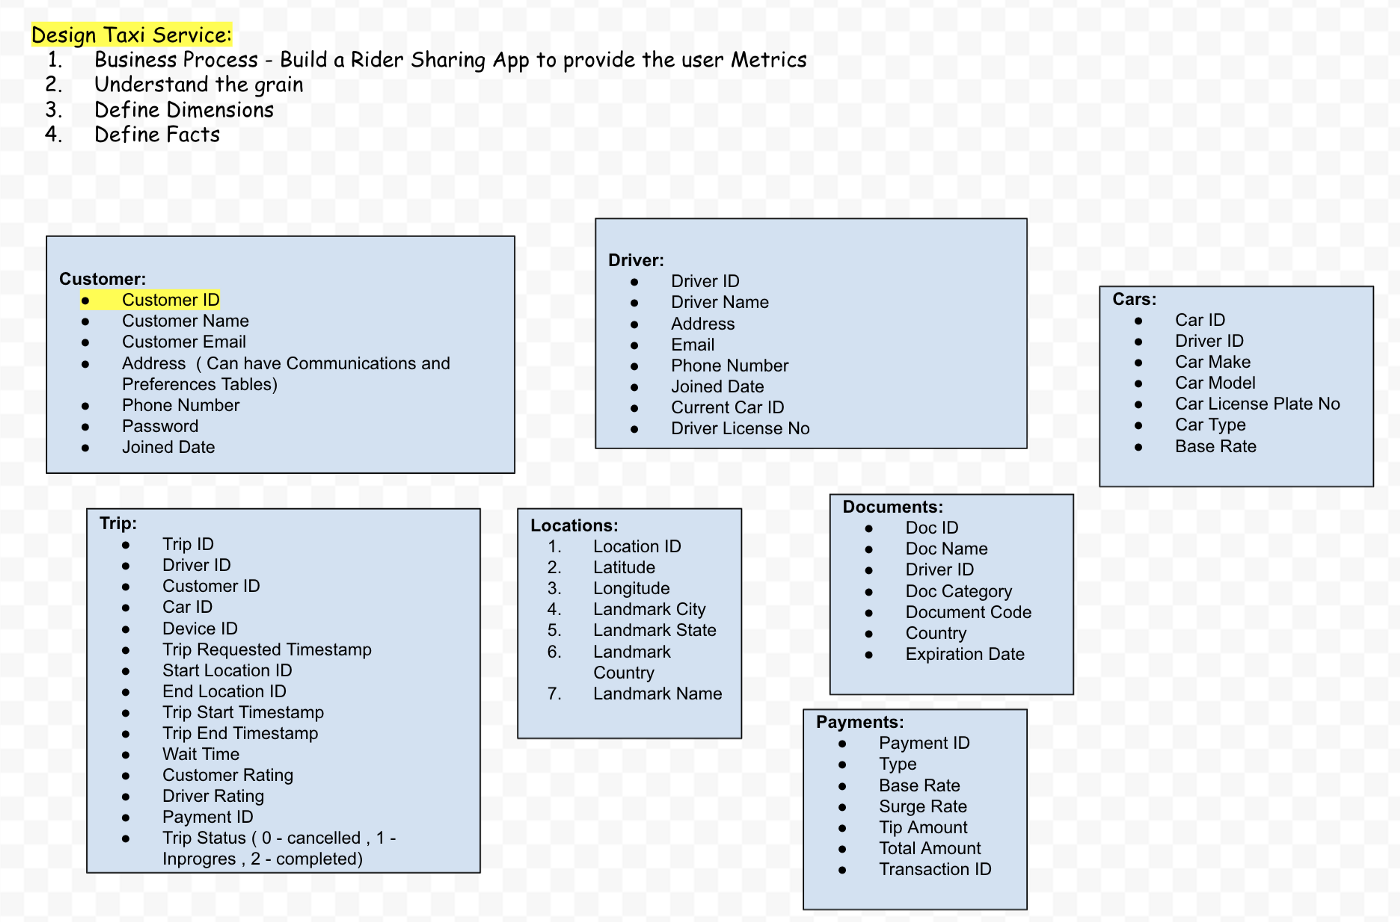 Design Taxi Service:
1. Business Process - Build a Rider Sharing App to provide the user Metrics
2. Understand the grain
3. Define Dimensions
4. Define Facts
Customer:
● Customer ID
● Customer Name
● Customer Email
● Address ( Can have Communications and
Preferences Tables)
● Phone Number
● Password
● Joined Date
Driver:
● Driver ID
● Driver Name
● Address
● Email
● Phone Number
● Joined Date
● Current Car ID
● Driver License No
Cars:
● Car ID
● Driver ID
● Car Make
● Car Model
● Car License Plate No
● Car Type
● Base Rate
Trip:
● Trip ID
● Driver ID
● Customer ID
● Car ID
● Device ID
● Trip Requested Timestamp
● Start Location ID
● End Location ID
● Trip Start Timestamp
● Trip End Timestamp
● Wait Time
● Customer Rating
● Driver Rating
● Payment ID
● Trip Status ( 0 - cancelled , 1 -
Inprogres , 2 - completed)
Locations:
1. Location ID
2. Latitude
3. Longitude
4. Landmark City
5. Landmark State
6. Landmark
Country
7. Landmark Name
Documents:
● Doc ID
● Doc Name
● Driver ID
● Doc Category
● Document Code
● Country
● Expiration Date
Payments:
● Payment ID
● Type
● Base Rate
● Surge Rate
● Tip Amount
● Total Amount
● Transaction ID